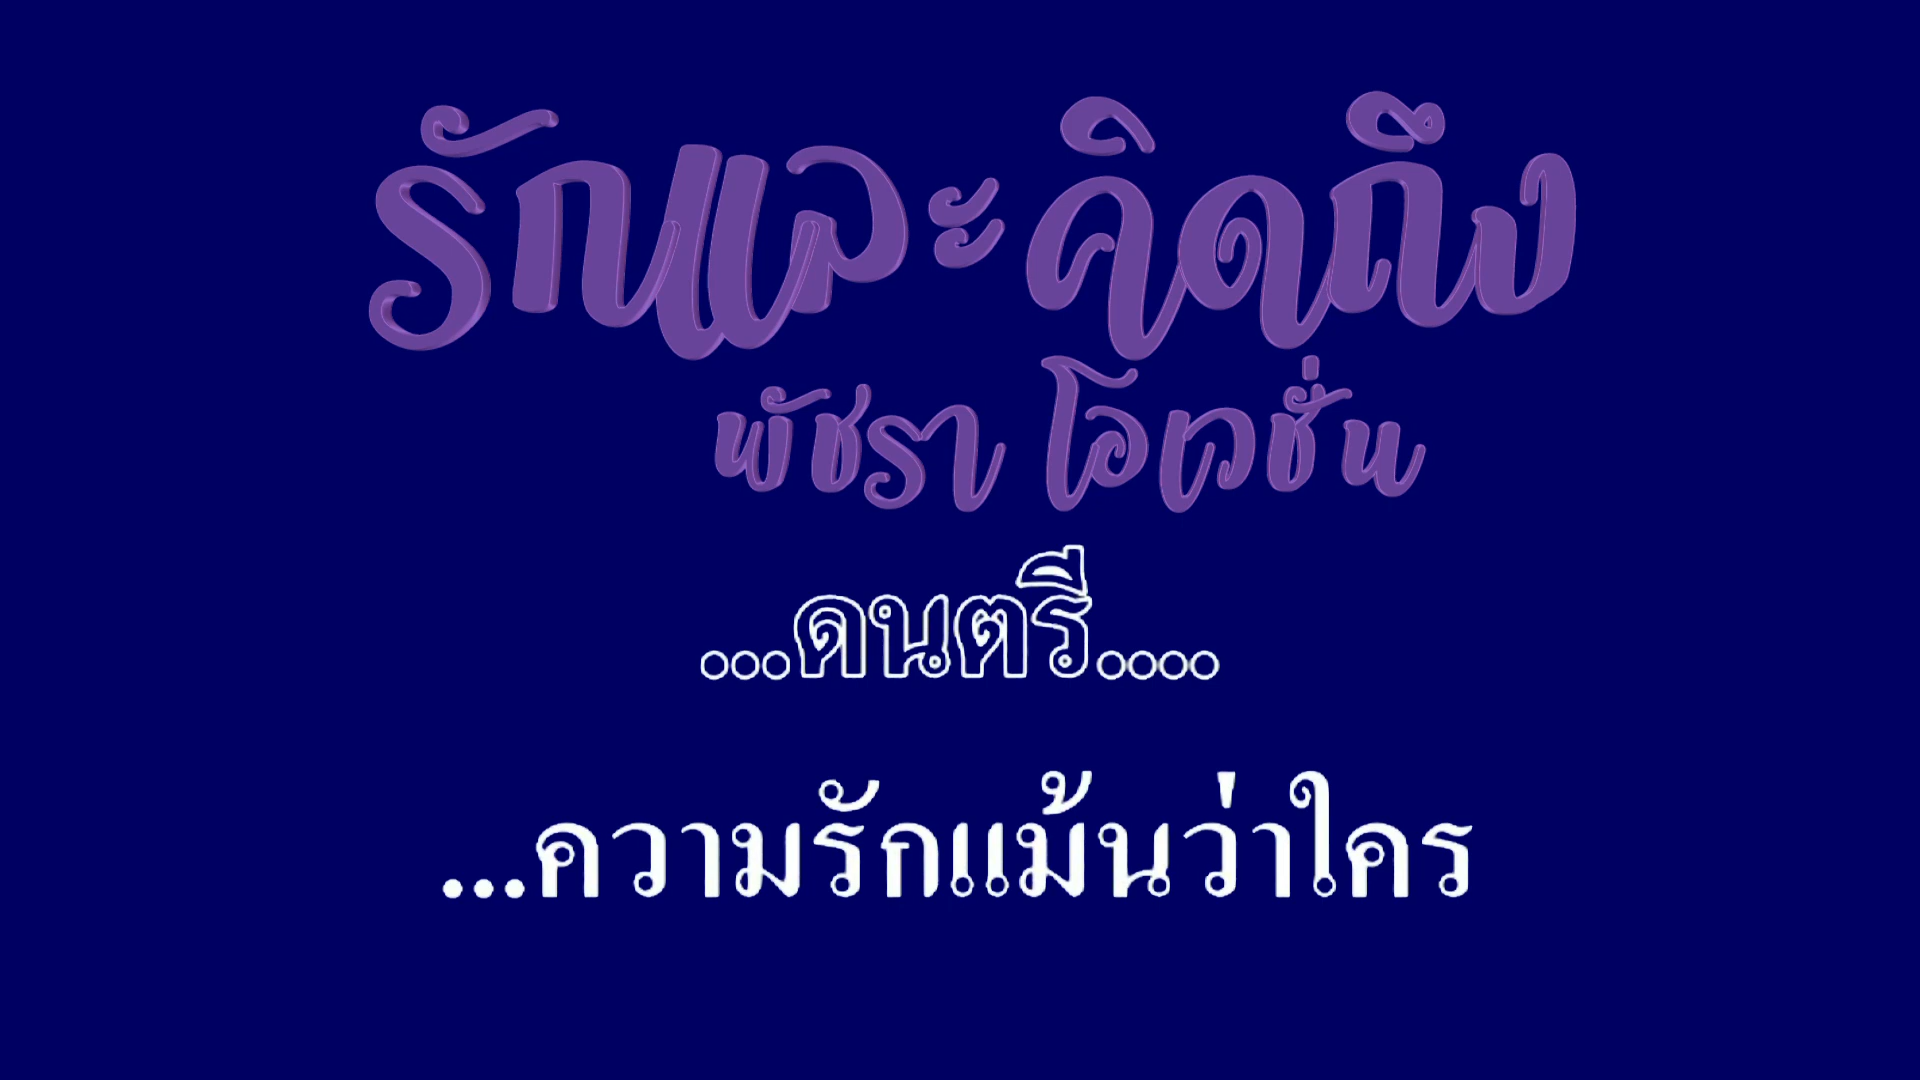 รักและคิดถึง
พัชรา โอเวชั่น
...ดนตรี....
...ความรักแม้นว่าใคร